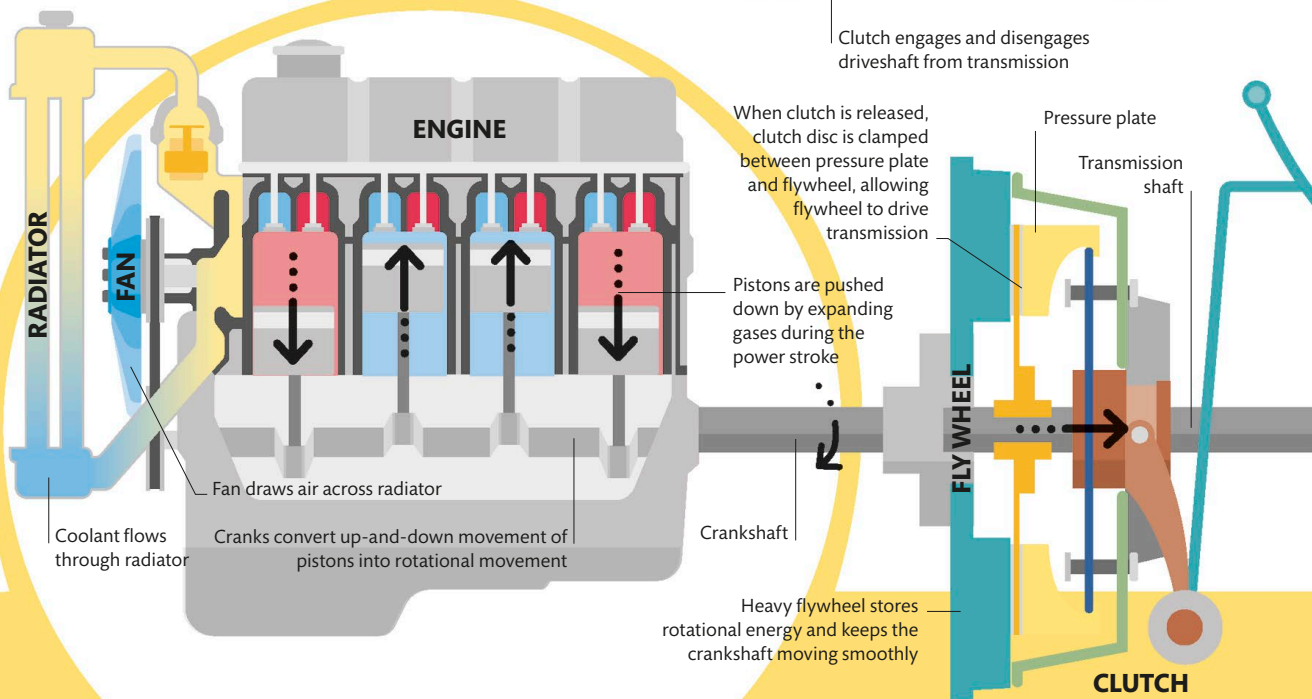 Clutch engages and disengages
driveshaft from transmission
ENGINE
When clutch is released,
clutch disc is clamped
between pressure plate
and flywheel, allowing
flywheel to drive
transmission
Pressure plate
Transmission
shaft
RADIATOR
FAN
Pistons are pushed
down by expanding
gases during the
power stroke
FLY WHEEL
Fan draws air across radiator
Coolant flows
through radiator
Cranks convert up-and-down movement of
pistons into rotational movement
Crankshaft
Heavy flywheel stores
rotational energy and keeps the
crankshaft moving smoothly
CLUTCH